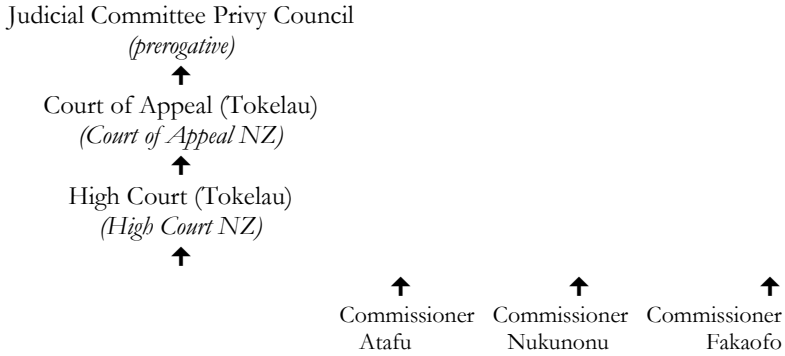 Judicial Committee Privy Council
(prerogative)
Court of Appeal (Tokelau)
(Court of Appeal NZ)
High Court (Tokelau)
(High Court NZ)
Commissioner Commissioner Commissioner
Atafu Nukunonu Fakaofo